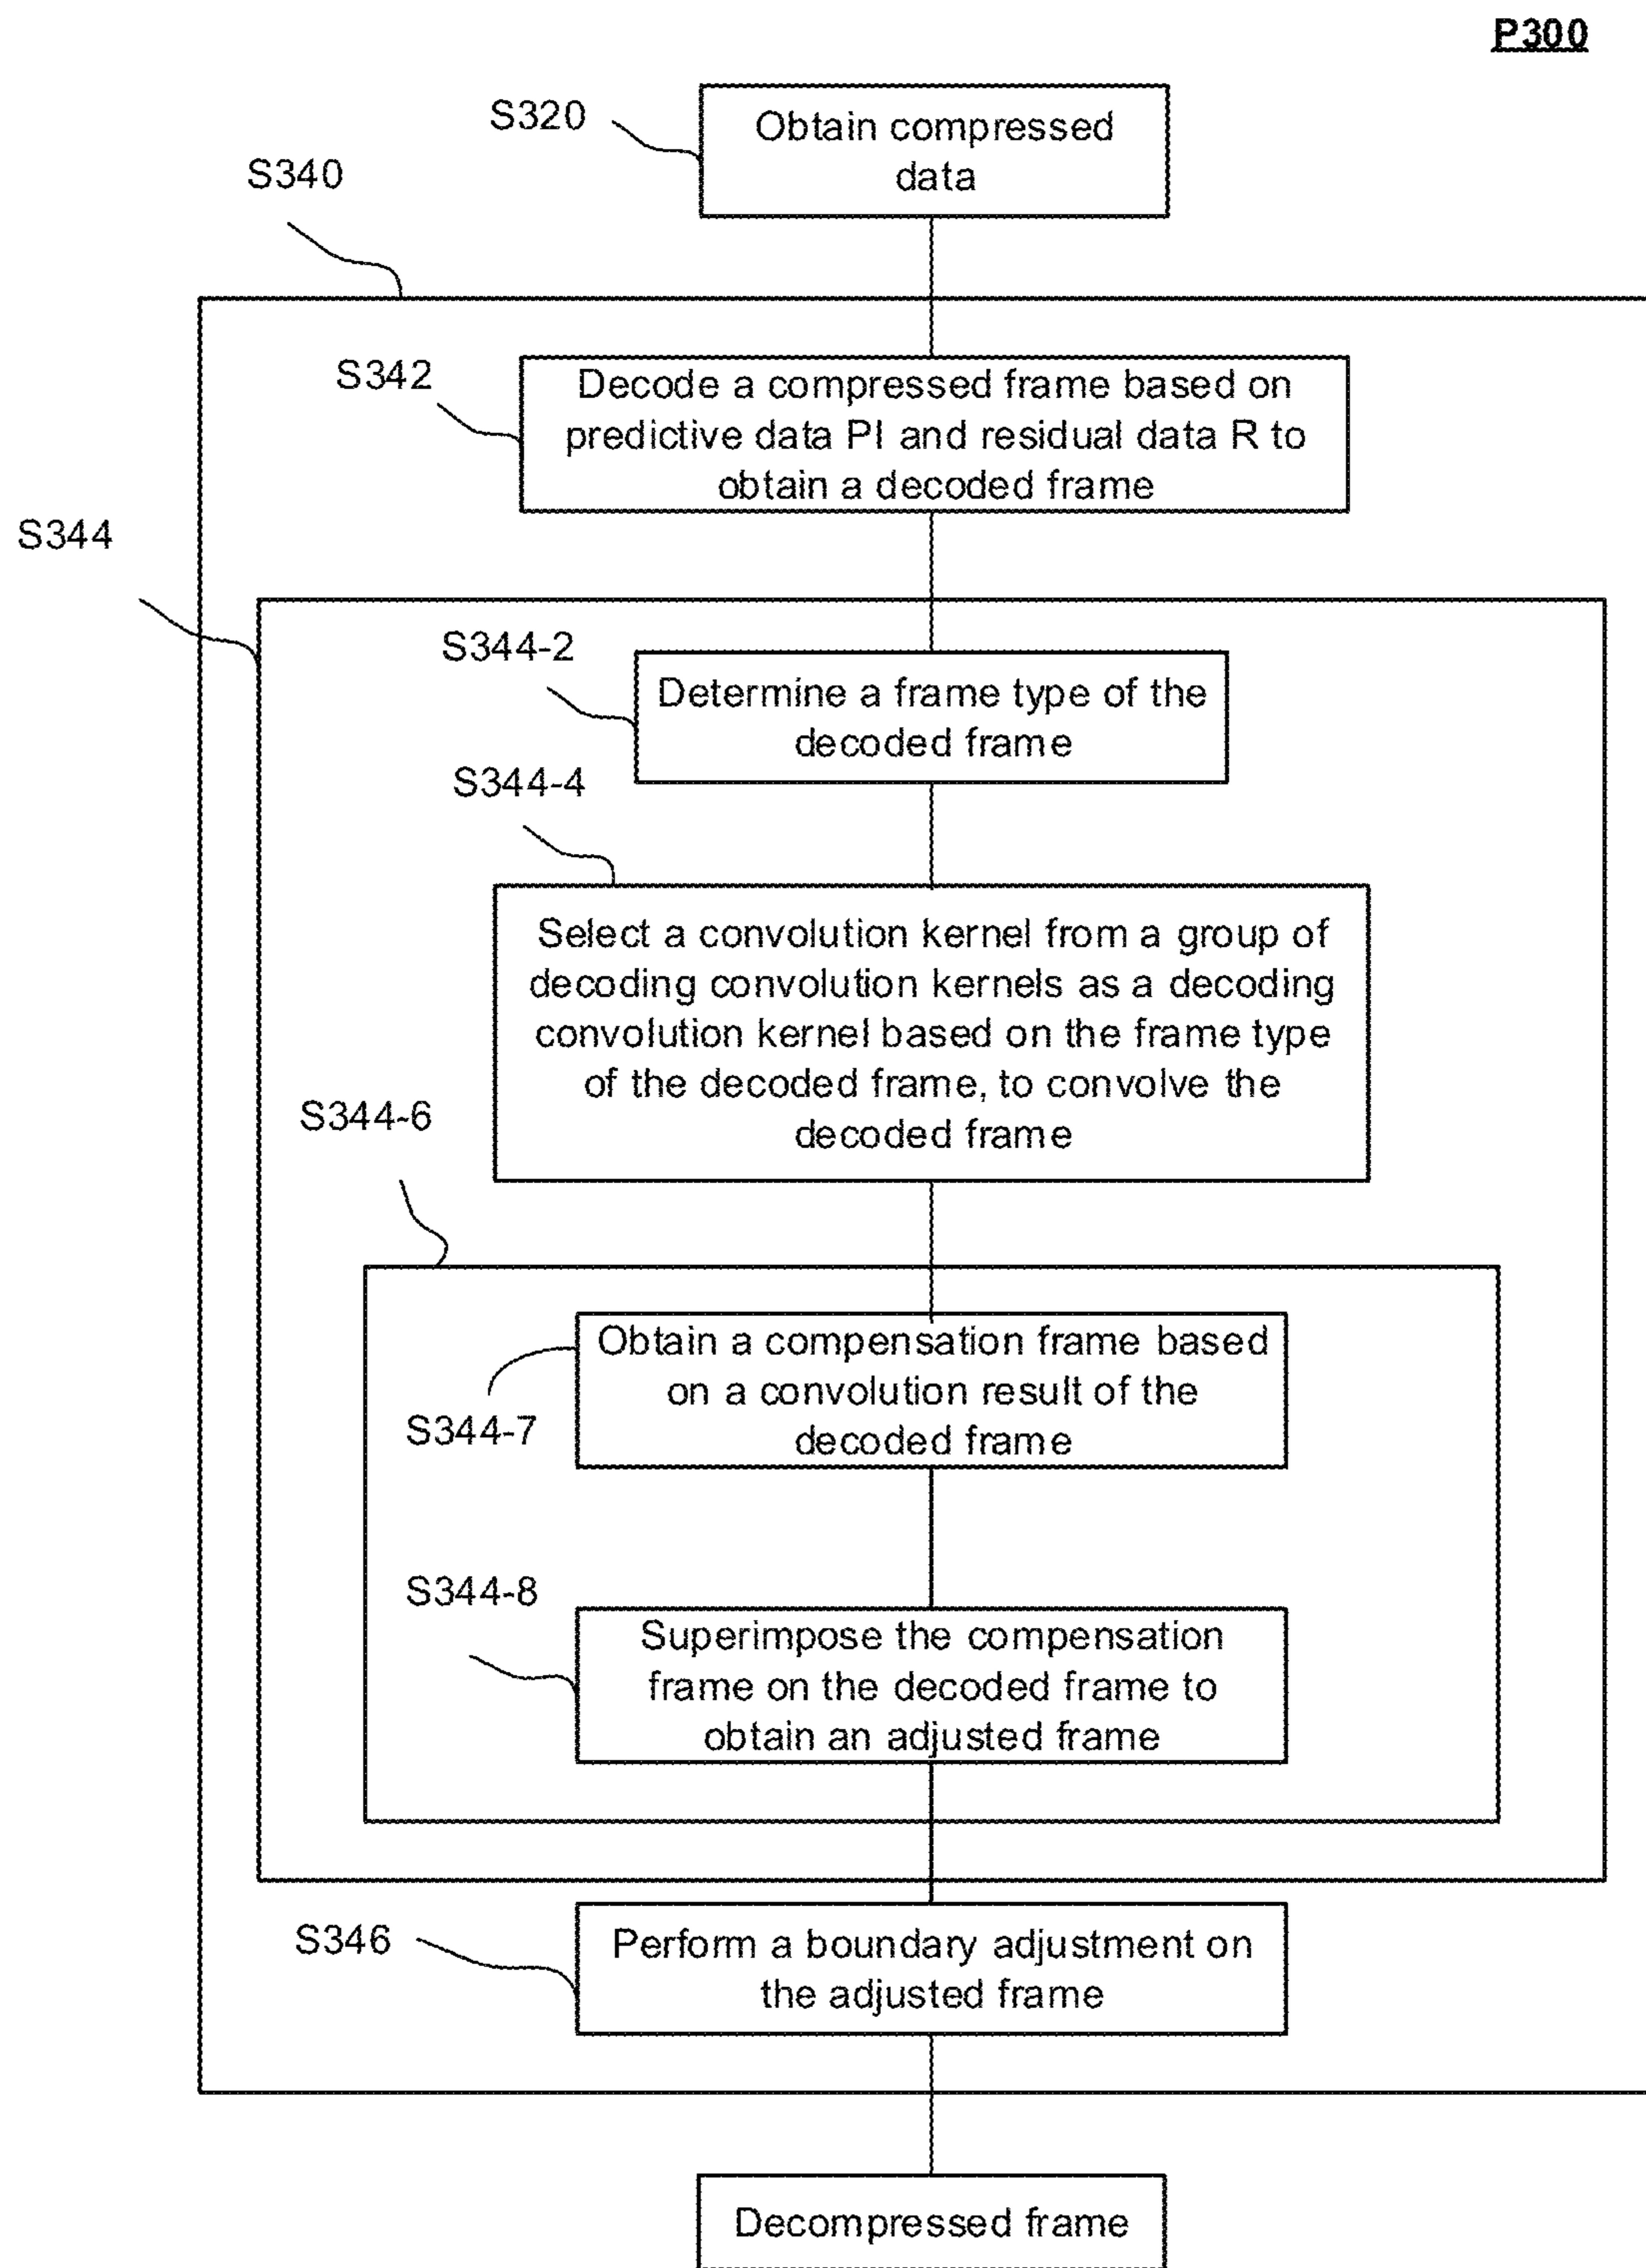 P300
S320
Obtain compressed
data
S340
S342
Decode a compressed frame based on
predictive data PI and residual data R to
obtain a decoded frame
S344
S344-2
Determine a frame type of the
decoded frame
S344-4
Select a convolution kernel from a group of
decoding convolution kernels as a decoding
convolution kernel based on the frame type
of the decoded frame, to convolve the
decoded frame
S344-6
Obtain a compensation frame based
on a convolution result of the
decoded frame
S344-7
S344-8
Superimpose the compensation
frame on the decoded frame to
obtain an adjusted frame
S346
Perform a boundary adjustment on
the adjusted frame
Decompressed frame